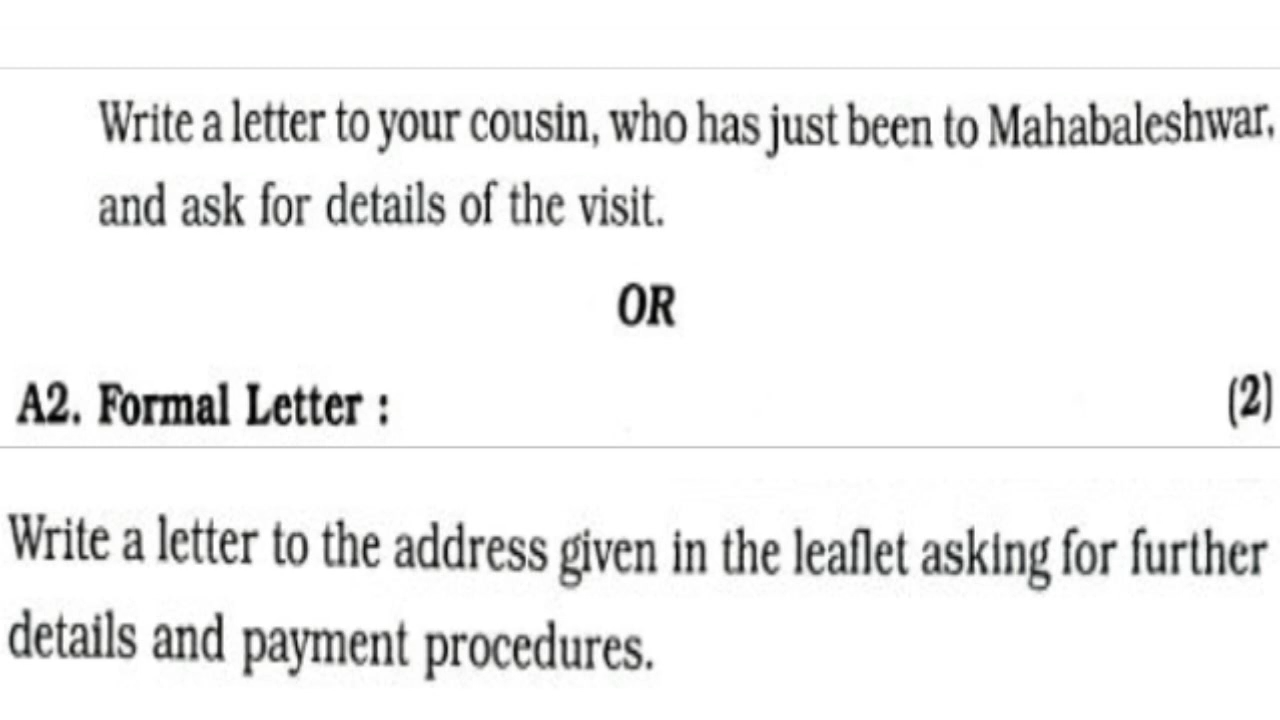 Write a letter to your cousin, who has just been to Mahabaleshwar,
and ask for details of the visit.
OR
A2. Formal Letter : (2)
Write a letter to the address given in the leaflet asking for further
details and payment procedures.